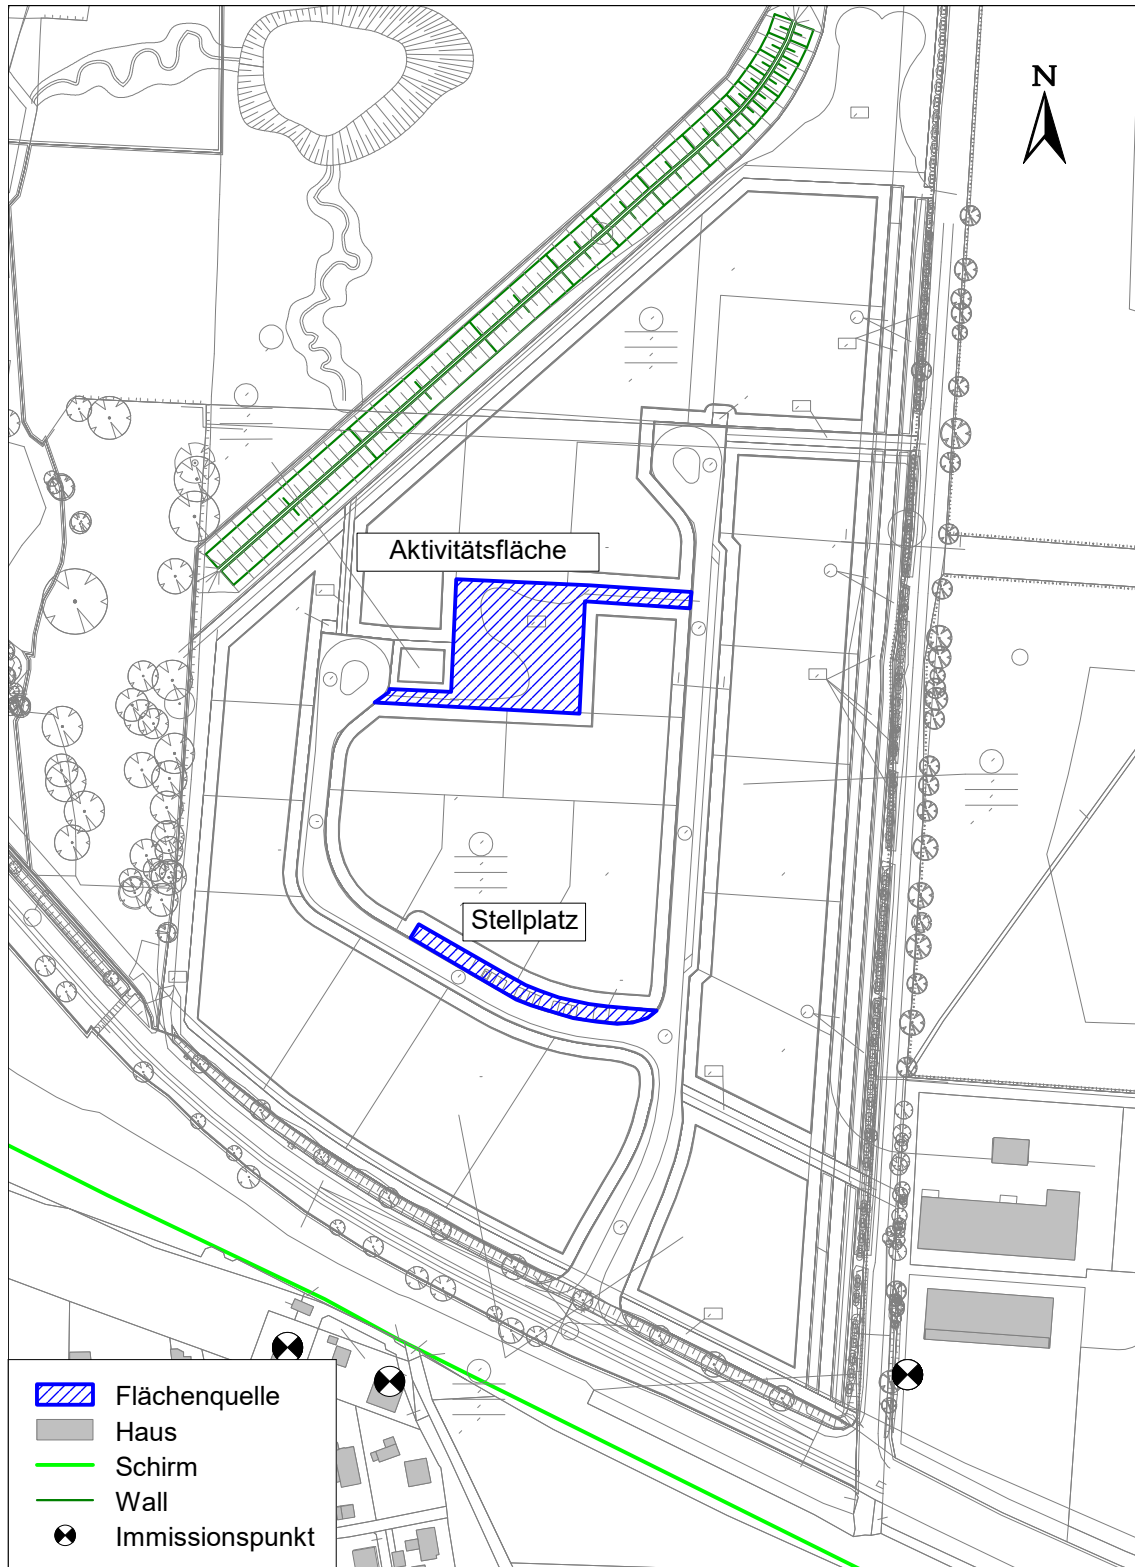 N
Aktivitätsfläche
Stellplatz
Flächenquelle
Haus
Schirm
Wall
Immissionspunkt